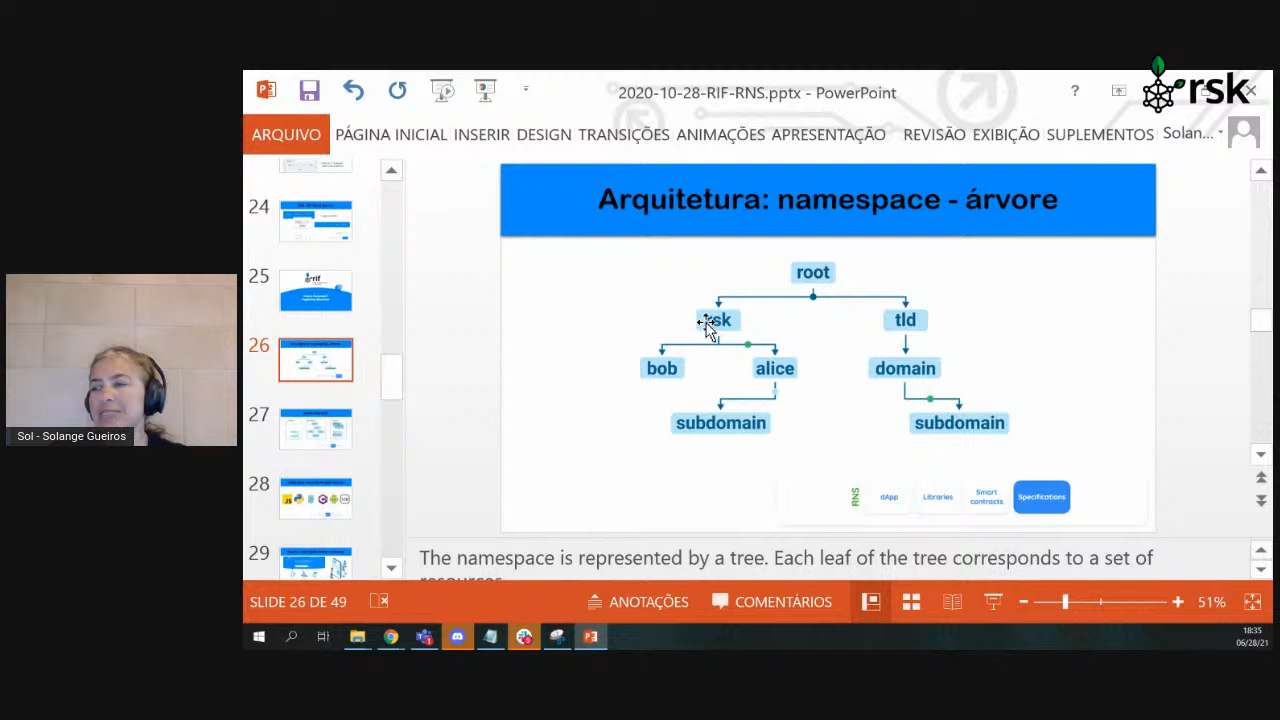 rsk
2020-10-28-RIF-RNS.pptx - PowerPoint
?
ARQUIVO PÁGINA INICIAL INSERIR DESIGN TRANSIÇÕES ANIMAÇÕES APRESENTAÇÃO REVISÃO EXIBIÇÃO SUPLEMENTOS Solan...
24
25
rif
26
27
28
29
Arquitetura: namespace - árvore
root
rsk tld
bob alice domain
subdomain subdomain
RNS dApp Libraries Smart contracts Specifications
Sol - Solange Gueiros
The namespace is represented by a tree. Each leaf of the tree corresponds to a set of
resources
SLIDE 26 DE 49 ANOTAÇÕES COMENTÁRIOS 51%
18:35
06/28/21